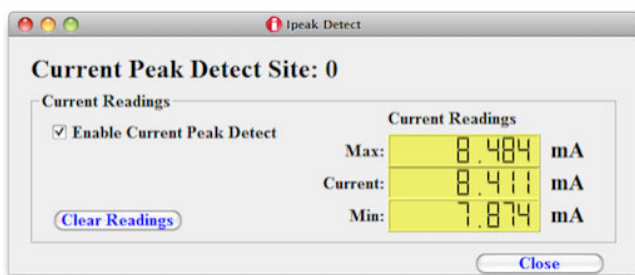 Ipeak Detect
Current Peak Detect Site: 0
Current Readings
Enable Current Peak Detect
Current Readings
Max: 8.484 mA
Current: 8.411 mA
Min: 7.874 mA
Clear Readings
Close